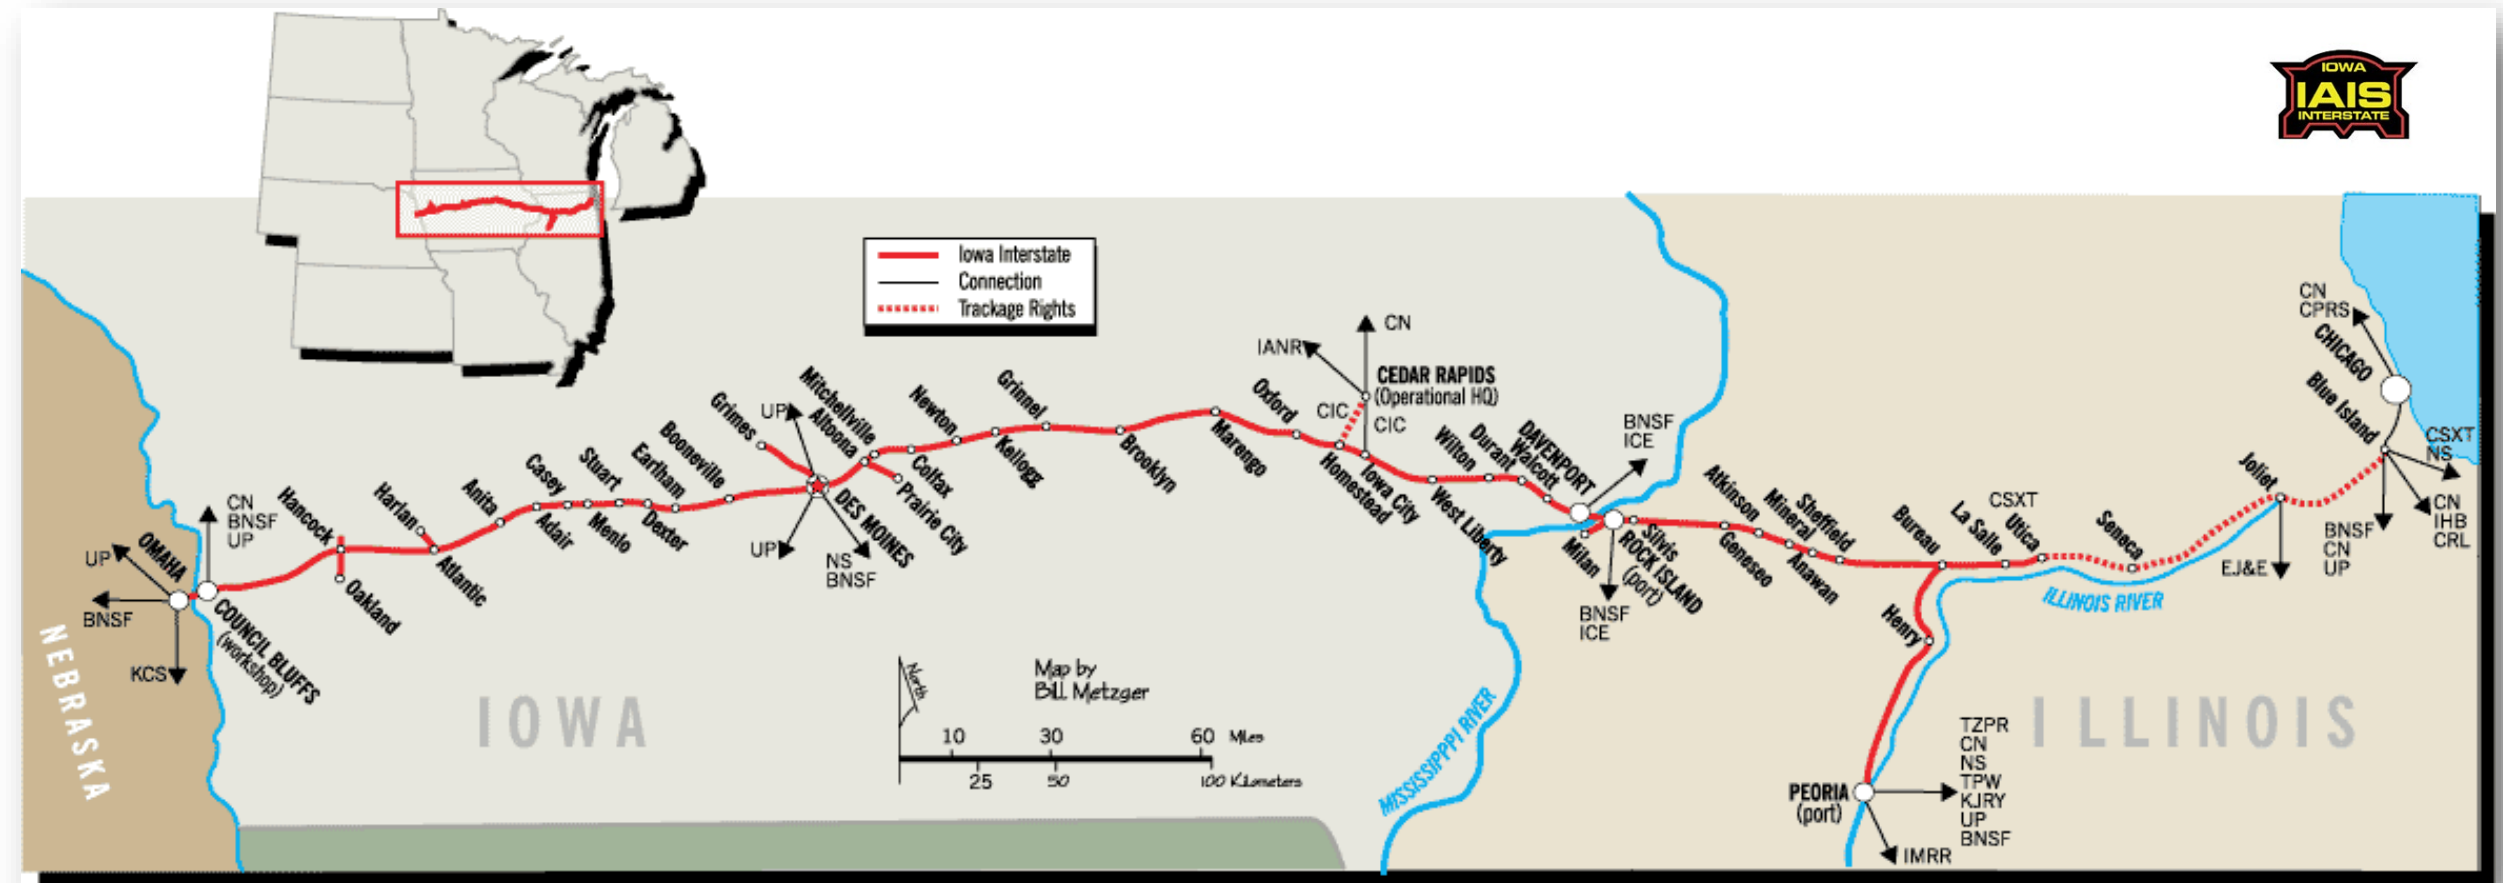 IOWA
IAIS
INTERSTATE
Iowa Interstate
Connection
Trackage Rights
NEBRASKA
IOWA
ILLINOIS
UP
OMAHA
BNSF
KCS
CN
BNSF
UP
COUNCIL BLUFFS
(workshop)
Hancock
Oakland
Harlan
Atlantic
Anita
Casey
Adair
Stuart
Menlo
Earlham
Dexter
Booneville
Grimes
UP
UP
DES MOINES
NS
BNSF
Mitchellville
Altoona
Prairie City
Colfax
Newton
Kellogg
Grinnel
Brooklyn
Marengo
Oxford
Homestead
IANR
CN
CEDAR RAPIDS
(Operational HQ)
CIC
CIC
Iowa City
West Liberty
Wilton
Durant
Walcott
DAVENPORT
BNSF
ICE
Milan
Silvis
ROCK ISLAND
(port)
BNSF
ICE
Atkinson
Geneseo
Mineral
Anawan
Sheffield
Bureau
Henry
La Salle
CSXT
Utica
Seneca
Joliet
EJ&E
ILLINOIS RIVER
MISSISSIPPI RIVER
CN
CPRS
CHICAGO
Blue Island
CSXT
NS
CN
IHB
CRL
BNSF
CN
UP
PEORIA
(port)
TZPR
CN
NS
TPW
KJRY
UP
BNSF
IMRR
North
Map by
Bill Metzger
10 30 60 Miles
25 50 100 Kilometers